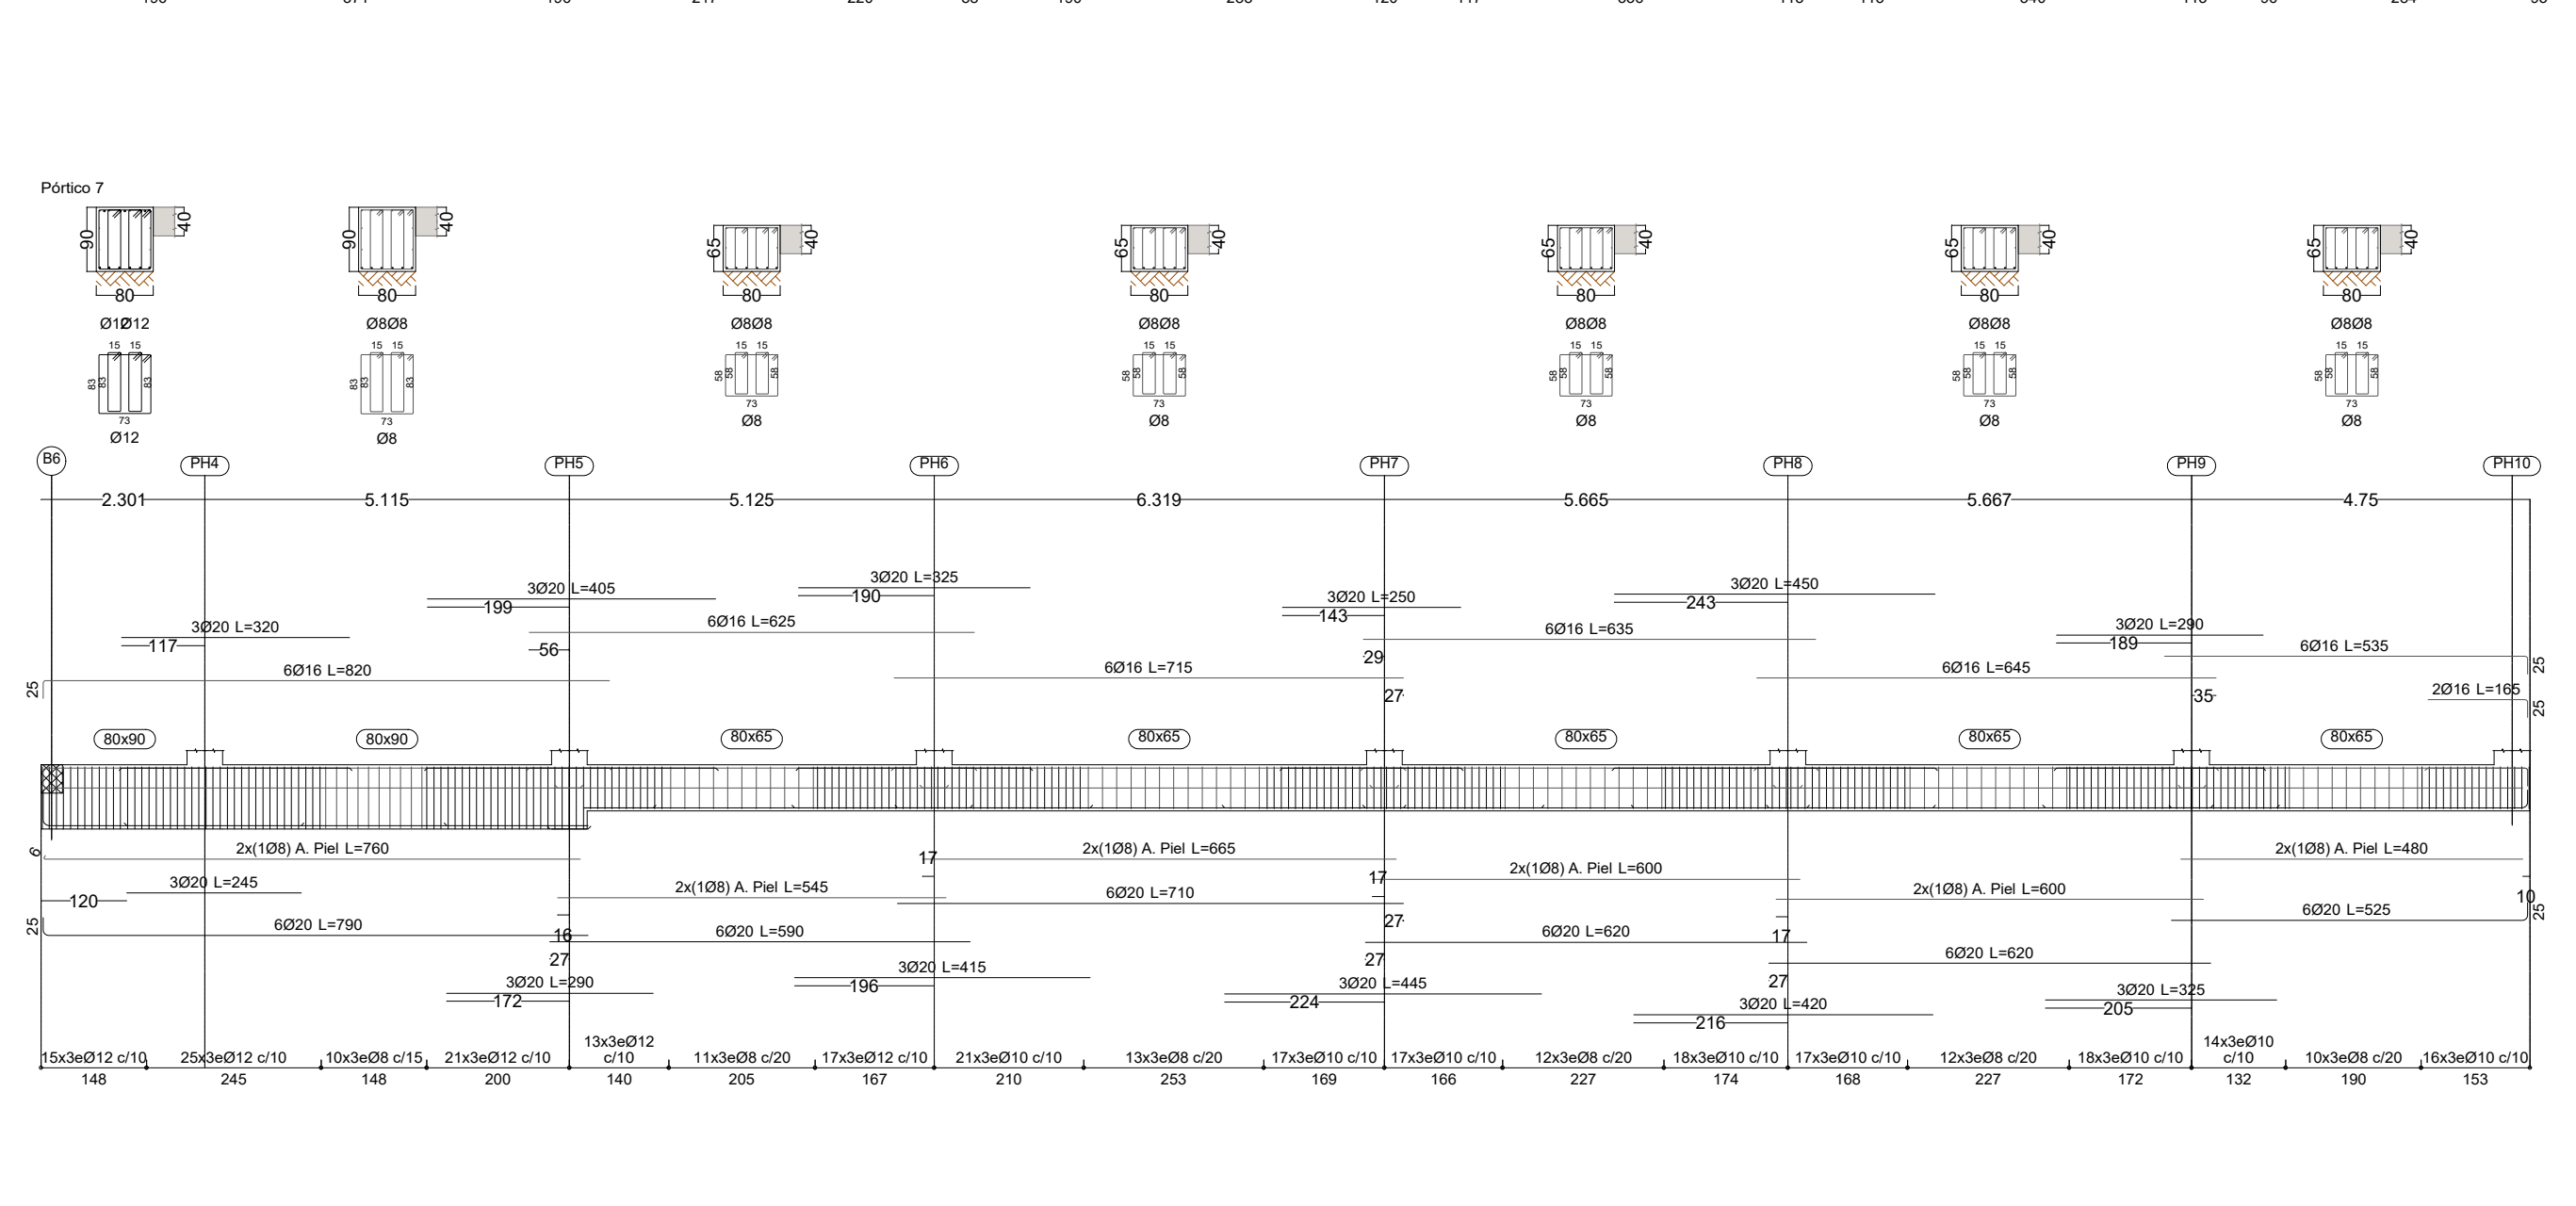 Pórtico 7
90 40 90 40 65 40 65 40 65 40 65 40 65 40
80 80 80 80 80 80 80
Ø12Ø12 Ø8Ø8 Ø8Ø8 Ø8Ø8 Ø8Ø8 Ø8Ø8 Ø8Ø8
15 15 15 15 15 15 15 15 15 15 15 15 15 15
83 83 83 83 83 83 58 58 58 58 58 58 58 58 58 58 58 58 58 58 58
73 73 73 73 73 73 73
Ø12 Ø8 Ø8 Ø8 Ø8 Ø8 Ø8
B6 PH4 PH5 PH6 PH7 PH8 PH9 PH10
2.301 5.115 5.125 6.319 5.665 5.667 4.75
3Ø20 L=325
190
3Ø20 L=450
243
3Ø20 L=405
199
3Ø20 L=250
143
3Ø20 L=320
117
6Ø16 L=625
56
6Ø16 L=635
29
3Ø20 L=290
189
6Ø16 L=535
25
6Ø16 L=820
25
6Ø16 L=715
27
6Ø16 L=645
35
2Ø16 L=165
25
80x90 80x90 80x65 80x65 80x65 80x65 80x65
6
2x(1Ø8) A. Piel L=760
17
2x(1Ø8) A. Piel L=665
2x(1Ø8) A. Piel L=480
17
2x(1Ø8) A. Piel L=600
3Ø20 L=245
120
2x(1Ø8) A. Piel L=545
16
6Ø20 L=710
27
2x(1Ø8) A. Piel L=600
17
10
6Ø20 L=525
25
25
6Ø20 L=790
6Ø20 L=590
27
6Ø20 L=620
27
6Ø20 L=620
27
3Ø20 L=290
172
3Ø20 L=415
196
3Ø20 L=445
224
3Ø20 L=420
216
3Ø20 L=325
205
15x3eØ12 c/10 25x3eØ12 c/10 10x3eØ8 c/15 21x3eØ12 c/10 13x3eØ12 c/10 11x3eØ8 c/20 17x3eØ12 c/10 21x3eØ10 c/10 13x3eØ8 c/20 17x3eØ10 c/10 17x3eØ10 c/10 12x3eØ8 c/20 18x3eØ10 c/10 17x3eØ10 c/10 12x3eØ8 c/20 18x3eØ10 c/10 14x3eØ10 c/10 10x3eØ8 c/20 16x3eØ10 c/10
148 245 148 200 140 205 167 210 253 169 166 227 174 168 227 172 132 190 153